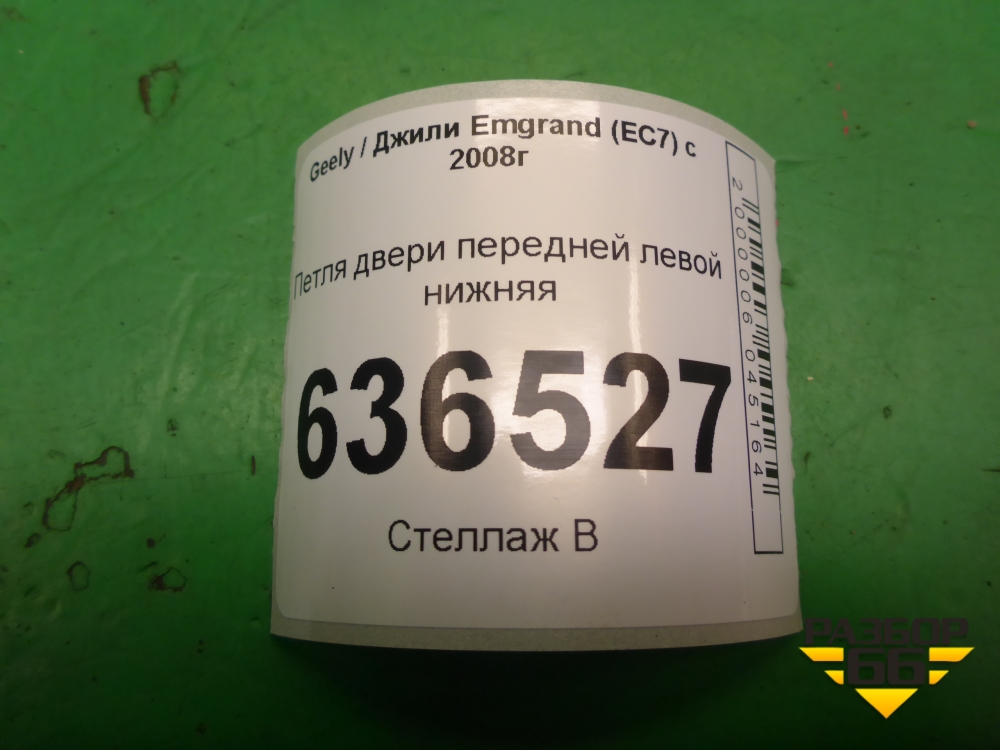 Geely / Джили Emgrand (EC7) с
2008г
Петля двери передней левой
нижняя
636527
Стеллаж В
2000006045164
РАЗБОР
66